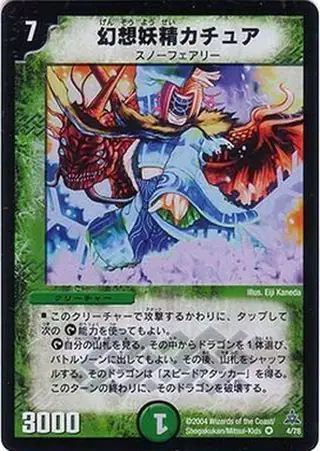 7
げんそうようせい
幻想妖精カチュア
スノーフェアリー
illus. Eiji Kaneda
クリーチャー
■このクリーチャーで攻撃するかわりに、タップして
次の能力を使ってもよい。
自分の山札を見る。その中からドラゴンを1体選び、
バトルゾーンに出してもよい。その後、山札をシャッフ
ルする。そのドラゴンは「スピードアタッカー」を得る。
このターンの終わりに、そのドラゴンを破壊する。
3000
1
©2004 Wizards of the Coast/
Shogakukan/Mitsui-Kids
4/78